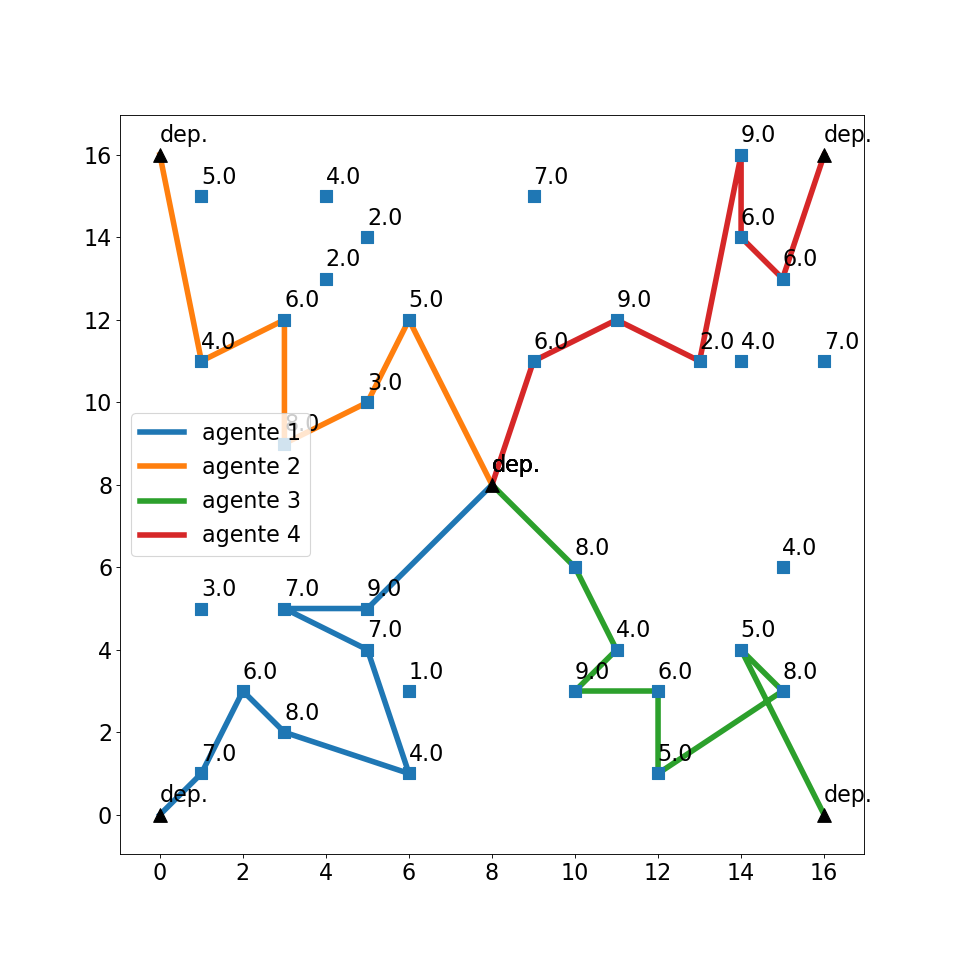 dep. 9.0 dep.
16
5.0 4.0 7.0
2.0 6.0
14
2.0 6.0
6.0 5.0 9.0
12
4.0 6.0 2.0 4.0 7.0
3.0
10
8.0
agente 1
agente 2
dep.
8
agente 3
agente 4
8.0 4.0
6
3.0 7.0 9.0
7.0 4.0 5.0
4
6.0 1.0 9.0 6.0 8.0
8.0
2
7.0 4.0 5.0
dep. dep.
0
0 2 4 6 8 10 12 14 16